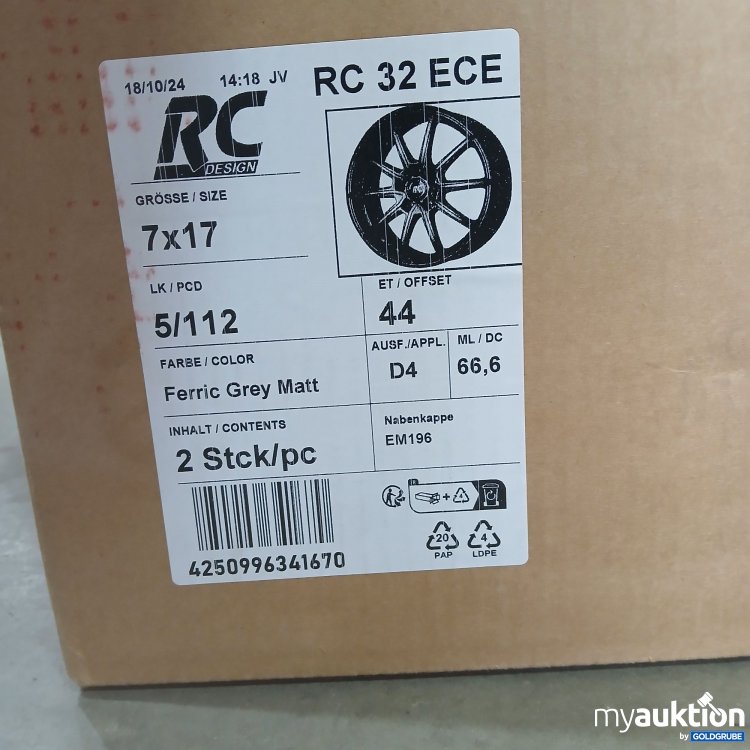 18/10/24 14:18 JV
RC 32 ECE
RC
DESIGN
GRÖSSE / SIZE
7x17
LK / PCD
5/112
ET / OFFSET
44
FARBE / COLOR
Ferric Grey Matt
AUSF./APPL.
D4
ML / DC
66,6
INHALT / CONTENTS
2 Stck/pc
Nabenkappe
EM196
4250996341670
20
PAP
4
LDPE
myauktion
by GOLDGRUBE